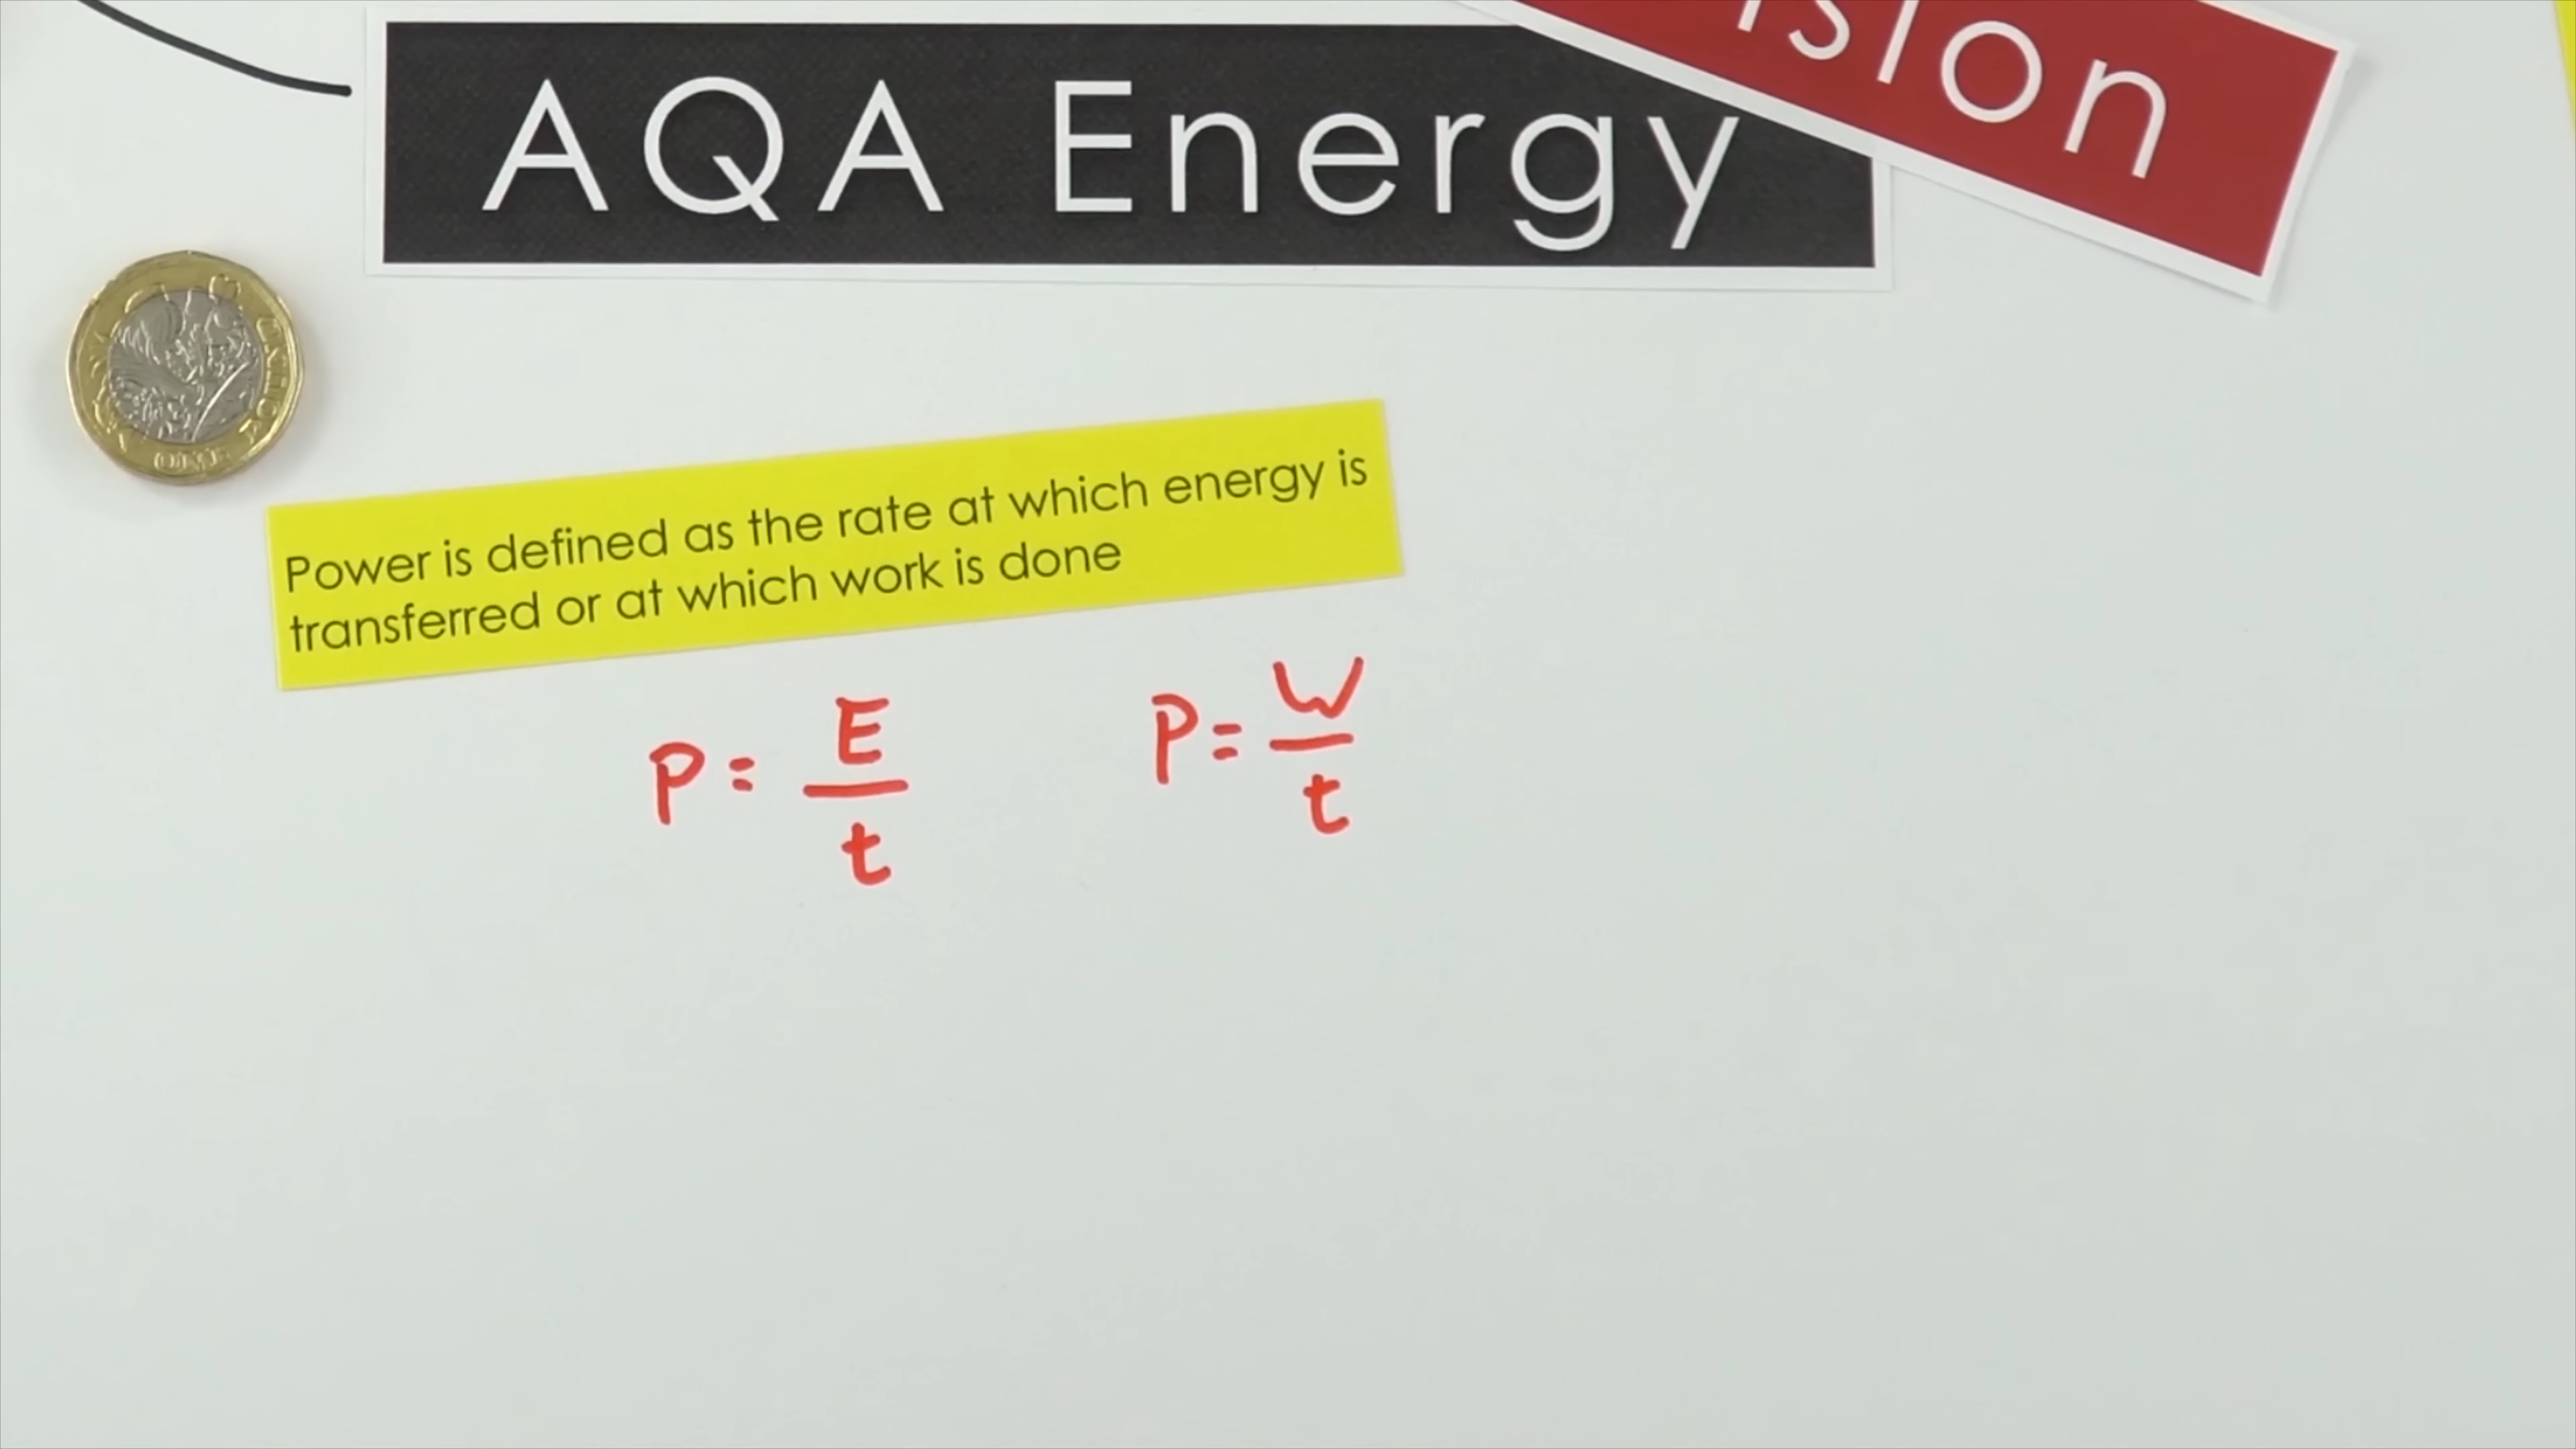 ision
AQA Energy
ONE
Power is defined as the rate at which energy is
transferred or at which work is done
P = E/t
P = W/t